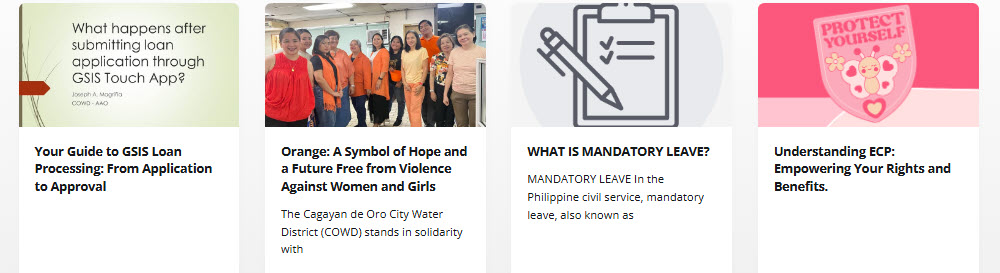 What happens after
submitting loan
application through
GSIS Touch App?
Joseph A. Magriña
COWD - AAO
Your Guide to GSIS Loan
Processing: From Application
to Approval
Orange: A Symbol of Hope and
a Future Free from Violence
Against Women and Girls
The Cagayan de Oro City Water
District (COWD) stands in solidarity
with
WHAT IS MANDATORY LEAVE?
MANDATORY LEAVE In the
Philippine civil service, mandatory
leave, also known as
PROTECT
YOURSELF
Understanding ECP:
Empowering Your Rights and
Benefits.